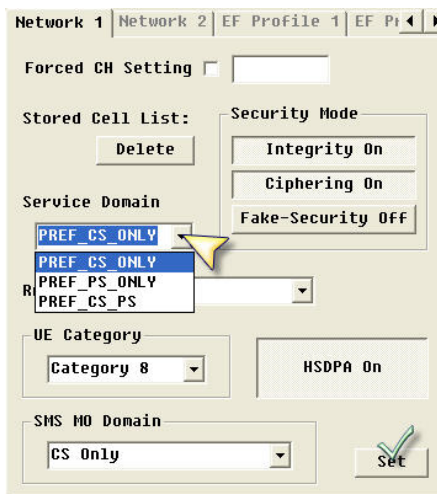 Network 1 Network 2 EF Profile 1
Forced CH Setting
Stored Cell List:
Delete
Security Mode
Integrity On
Ciphering On
Fake-Security Off
Service Domain
PREF_CS_ONLY
PREF_CS_ONLY
PREF_PS_ONLY
PREF_CS_PS
UE Category
Category 8
HSDPA On
SMS MO Domain
CS Only
Set